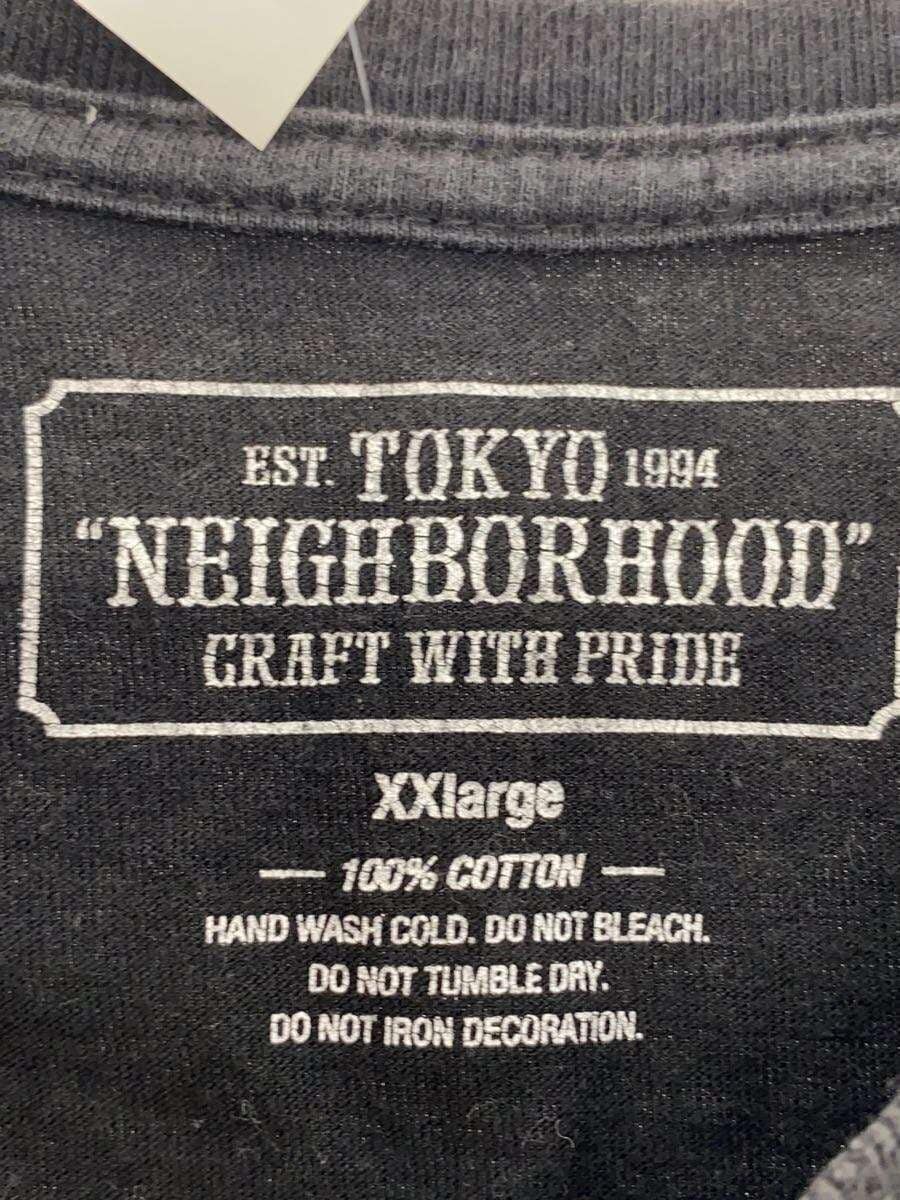 EST. TOKYO 1994
“NEIGHBORHOOD”
CRAFT WITH PRIDE
XXlarge
— 100% COTTON —
HAND WASH COLD. DO NOT BLEACH.
DO NOT TUMBLE DRY.
DO NOT IRON DECORATION.